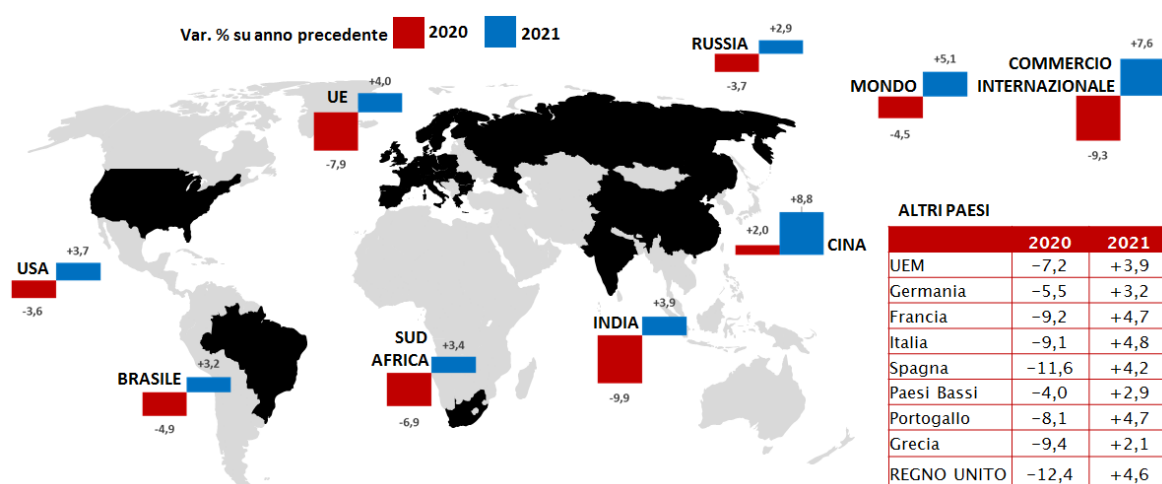 Var. % su anno precedente 2020 2021
+2,9
RUSSIA
-3,7
+5,1
MONDO
-4,5
+7,6
COMMERCIO
INTERNAZIONALE
-9,3
+4,0
UE
-7,9
+8,8
+2,0
CINA
+3,7
USA
-3,6
+3,9
INDIA
-9,9
SUD
AFRICA
+3,4
-6,9
+3,2
BRASILE
-4,9
ALTRI PAESI
2020 2021
UEM -7,2 +3,9
Germania -5,5 +3,2
Francia -9,2 +4,7
Italia -9,1 +4,8
Spagna -11,6 +4,2
Paesi Bassi -4,0 +2,9
Portogallo -8,1 +4,7
Grecia -9,4 +2,1
REGNO UNITO -12,4 +4,6